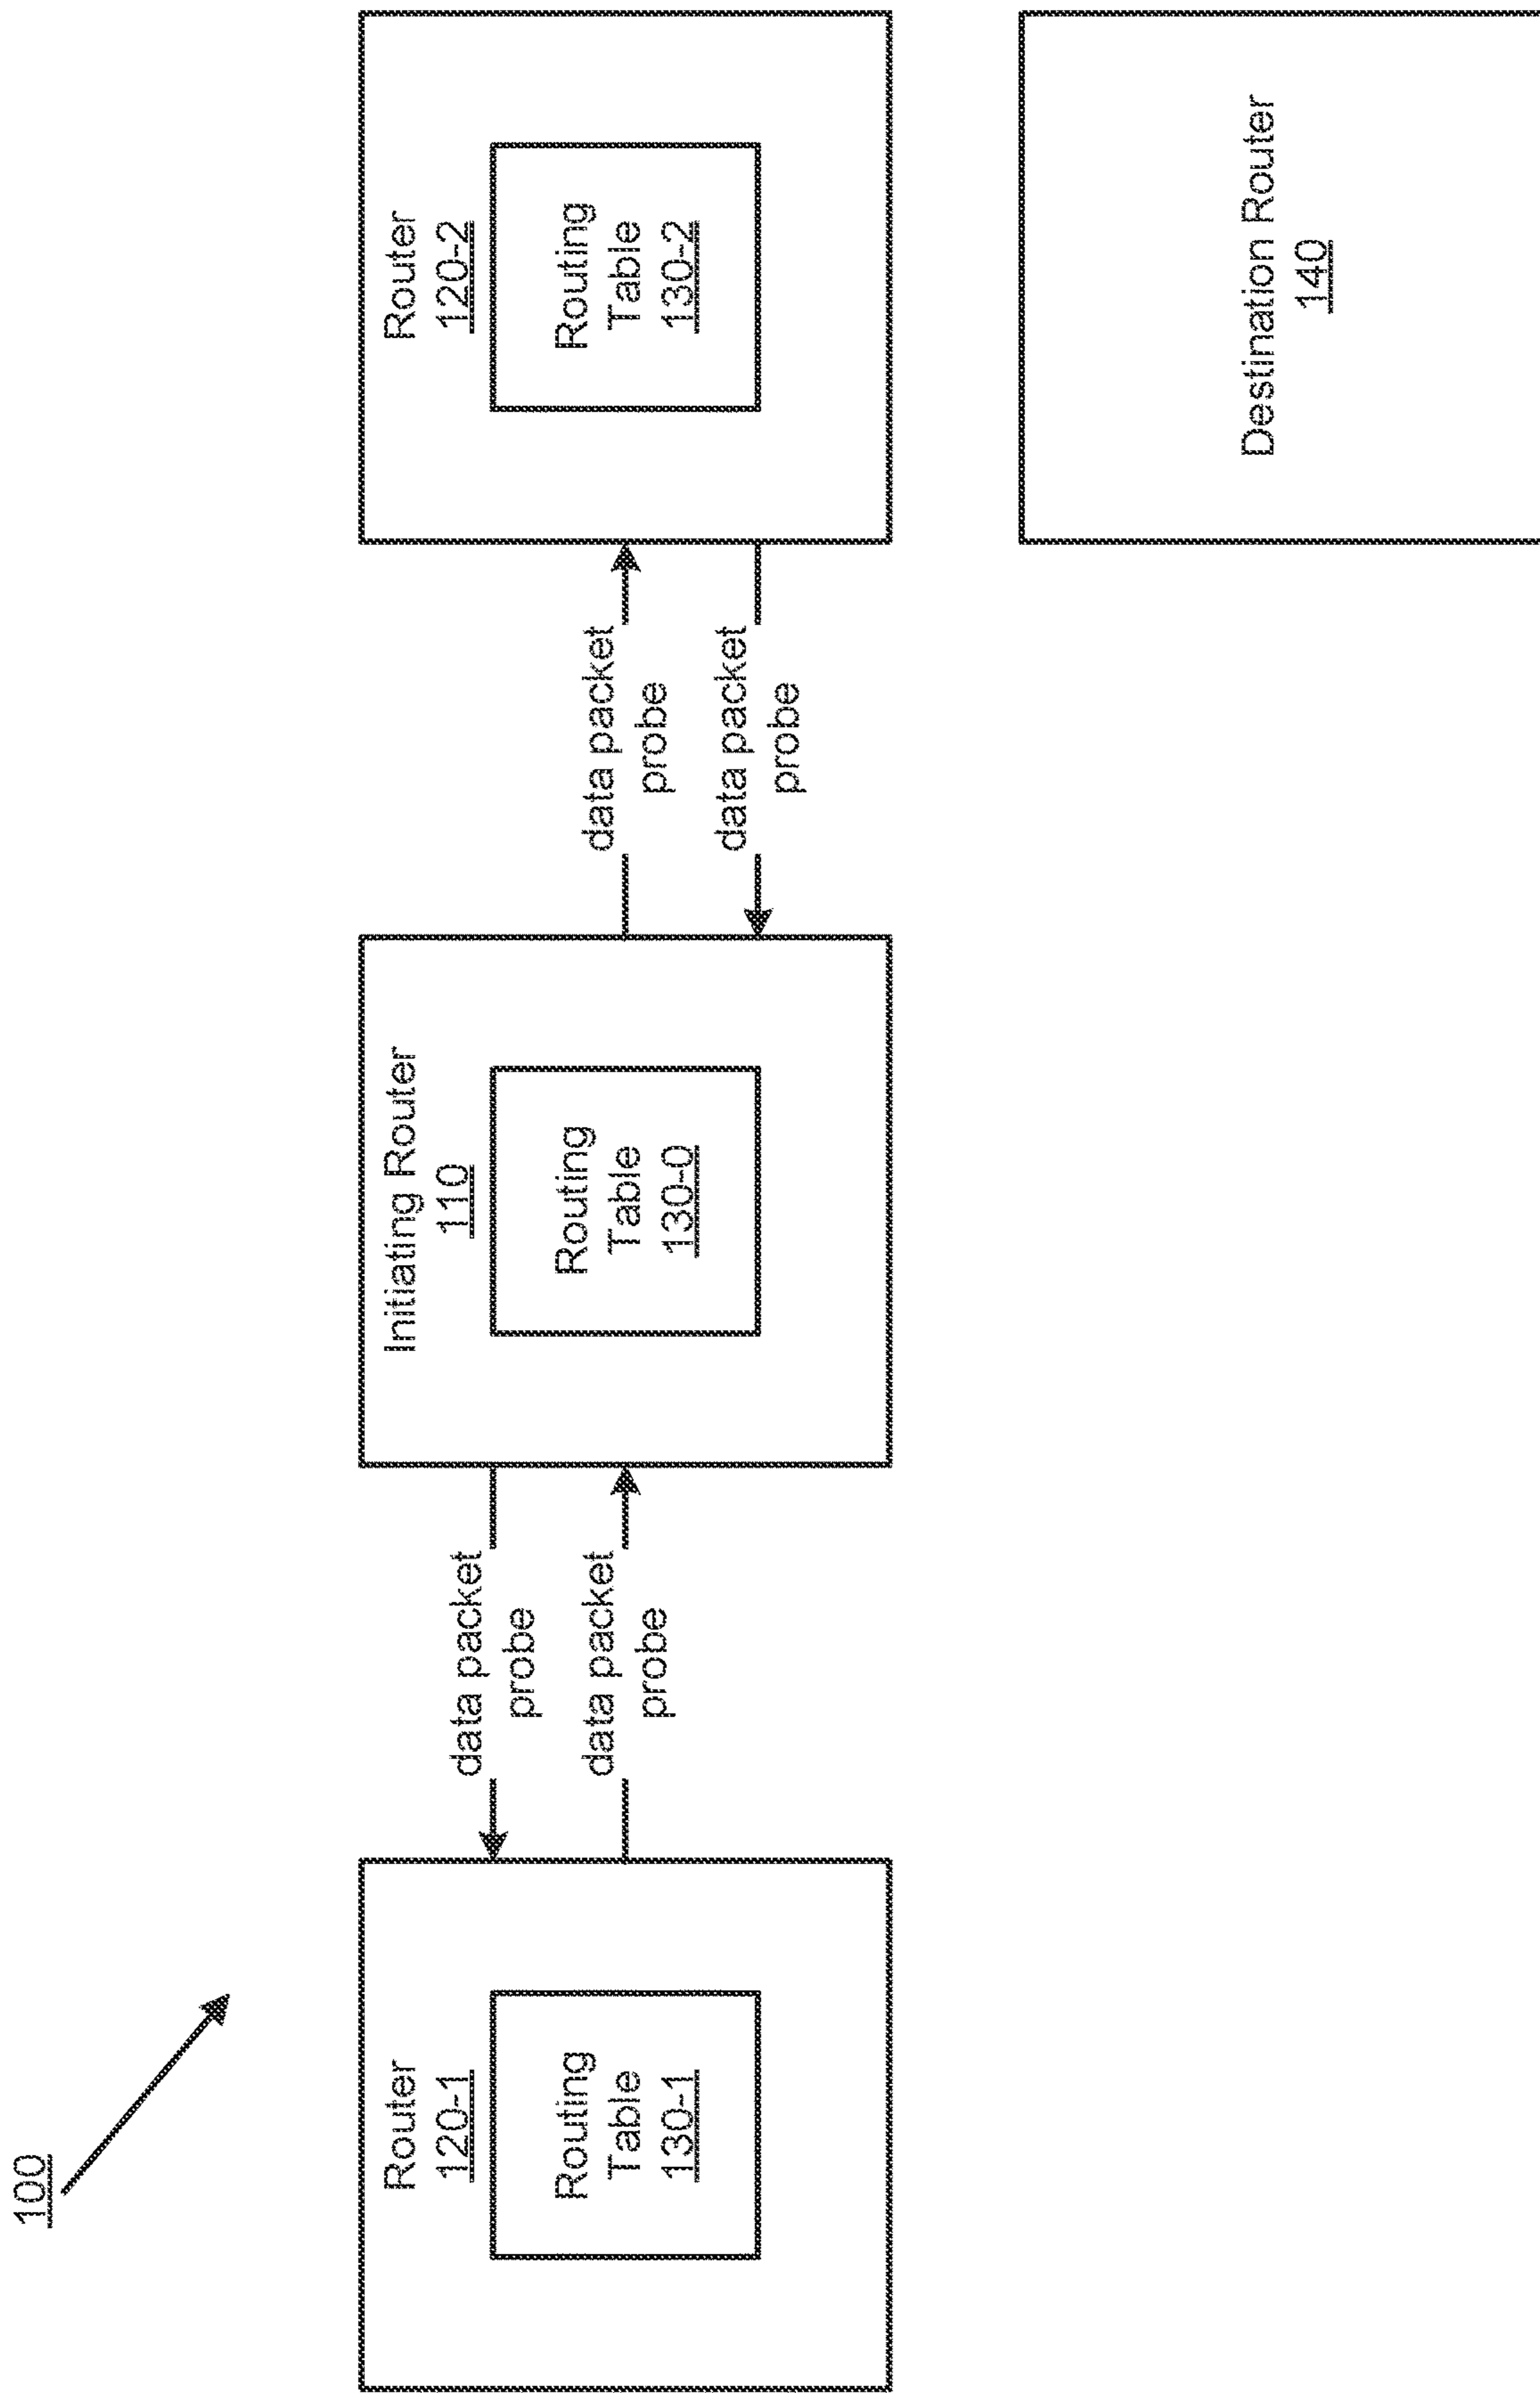 100
Router
120-1
Routing
Table
130-1
data packet
probe
data packet
probe
Initiating Router
110
Routing
Table
130-0
data packet
probe
data packet
probe
Router
120-2
Routing
Table
130-2
Destination Router
140